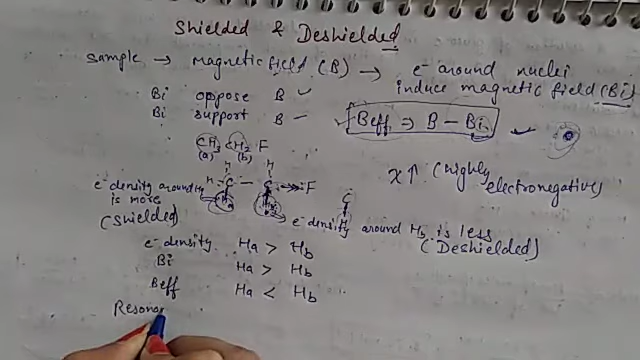 Shielded & Deshielded
Sample → magnetic field (B) → e⁻ around nuclei
induce magnetic field (Bi)
Bi oppose B
Bi support B
Beff ⇒ B - Bi
CH3 CH2 F
(a) (b)
X↑ (highly electronegative)
H H
H - C - C → F
C
H
e⁻density around Ha is more
(Shielded)
e⁻density around Hb is less
(Deshielded)
e⁻density Ha > Hb
Bi Ha > Hb
Beff Ha < Hb
Resona